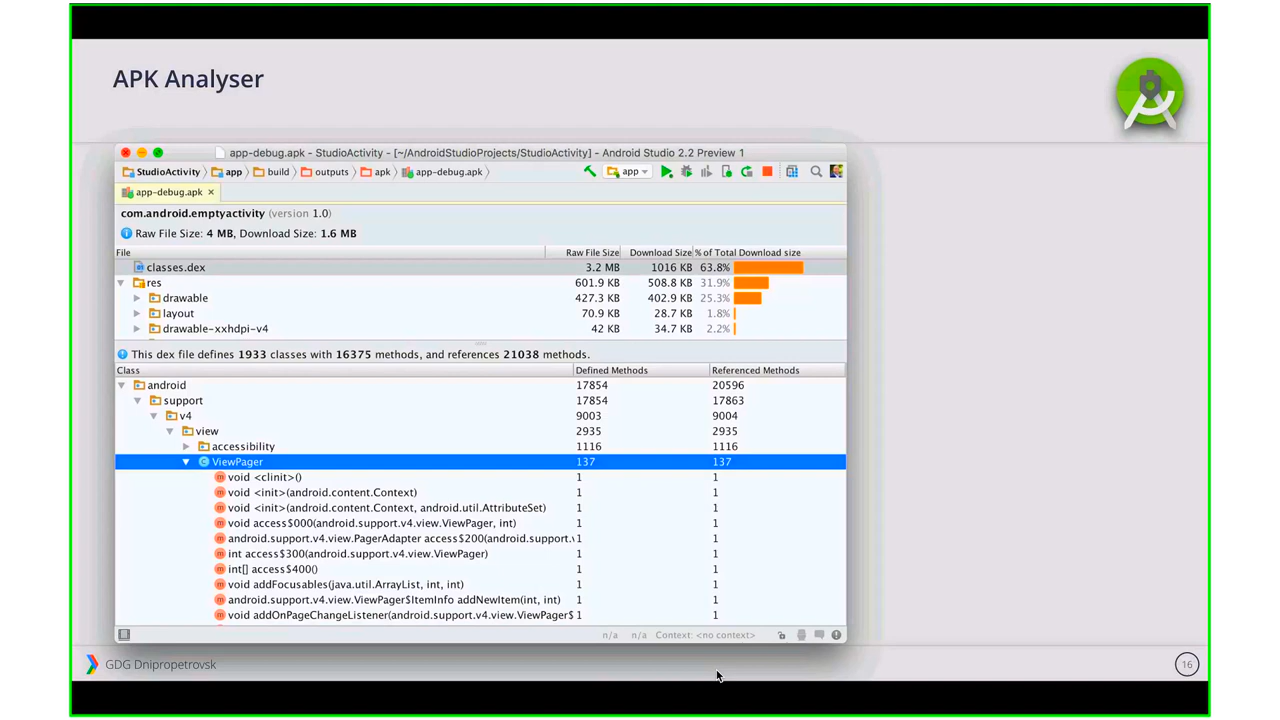 APK Analyser
app-debug.apk - StudioActivity - [~/AndroidStudioProjects/StudioActivity] - Android Studio 2.2 Preview 1
StudioActivity app build outputs apk app-debug.apk app
app-debug.apk ×
com.android.emptyactivity (version 1.0)
Raw File Size: 4 MB, Download Size: 1.6 MB
File Raw File Size Download Size % of Total Download size
classes.dex 3.2 MB 1016 KB 63.8%
res 601.9 KB 508.8 KB 31.9%
drawable 427.3 KB 402.9 KB 25.3%
layout 70.9 KB 28.7 KB 1.8%
drawable-xxhdpi-v4 42 KB 34.7 KB 2.2%
This dex file defines 1933 classes with 16375 methods, and references 21038 methods.
Class Defined Methods Referenced Methods
android 17854 20596
support 17854 17863
v4 9003 9004
view 2935 2935
accessibility 1116 1116
ViewPager 137 137
void <clinit>() 1 1
void <init>(android.content.Context) 1 1
void <init>(android.content.Context, android.util.AttributeSet) 1 1
void access$000(android.support.v4.view.ViewPager, int) 1 1
android.support.v4.view.PagerAdapter access$200(android.support.v 1 1
int access$300(android.support.v4.view.ViewPager) 1 1
int[] access$400() 1 1
void addFocusables(java.util.ArrayList, int, int) 1 1
android.support.v4.view.ViewPager$ItemInfo addNewItem(int, int) 1 1
void addOnPageChangeListener(android.support.v4.view.ViewPager$ 1 1
n/a n/a Context: <no context>
GDG Dnipropetrovsk 16